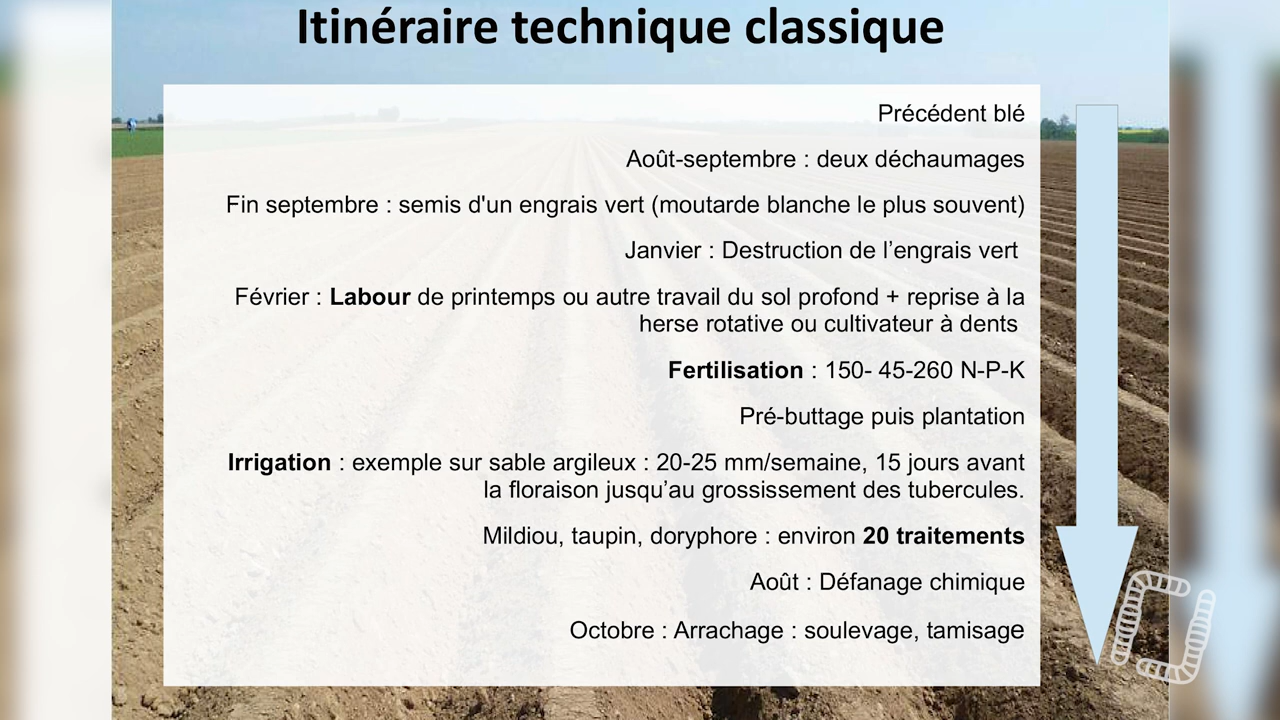 Itinéraire technique classique
Précédent blé
Août-septembre : deux déchaumages
Fin septembre : semis d'un engrais vert (moutarde blanche le plus souvent)
Janvier : Destruction de l’engrais vert
Février : Labour de printemps ou autre travail du sol profond + reprise à la
herse rotative ou cultivateur à dents
Fertilisation : 150- 45-260 N-P-K
Pré-buttage puis plantation
Irrigation : exemple sur sable argileux : 20-25 mm/semaine, 15 jours avant
la floraison jusqu’au grossissement des tubercules.
Mildiou, taupin, doryphore : environ 20 traitements
Août : Défanage chimique
Octobre : Arrachage : soulevage, tamisage